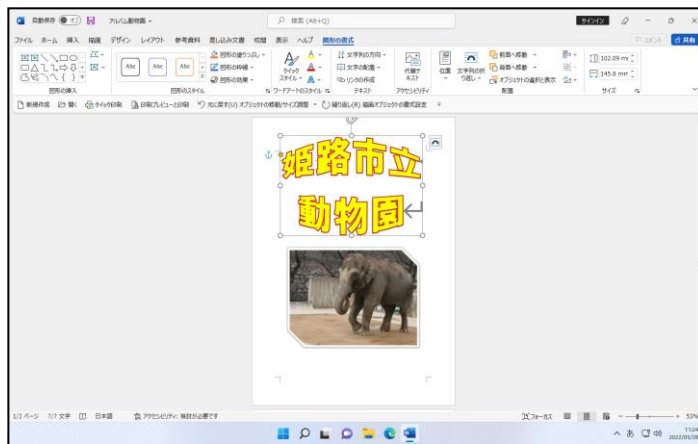 自動保存 アルバム動物園 検索 (Alt+Q) サインイン
ファイル ホーム 挿入 描画 デザイン レイアウト 参考資料 差し込み文書 校閲 表示 ヘルプ 図形の書式 コメント 共有
Abc Abc Abc
図形の塗りつぶし
図形の枠線
図形の効果
クイック スタイル
文字列の方向
文字の配置
リンクの作成
代替テキスト
位置 文字列の折り返し
前面へ移動
背面へ移動
オブジェクトの選択と表示
102.09 mm
145.8 mm
図形の挿入 図形のスタイル ワードアートのスタイル テキスト アクセシビリティ 配置 サイズ
新規作成 開く クイック印刷 印刷プレビューと印刷 元に戻す(U) オブジェクトの移動/サイズ調整 繰り返し(R) 描画オブジェクトの書式設定
姫路市立
動物園
1/2 ページ 7/7 文字 日本語 アクセシビリティ: 検討が必要です フォーカス 53%
あ 11:24